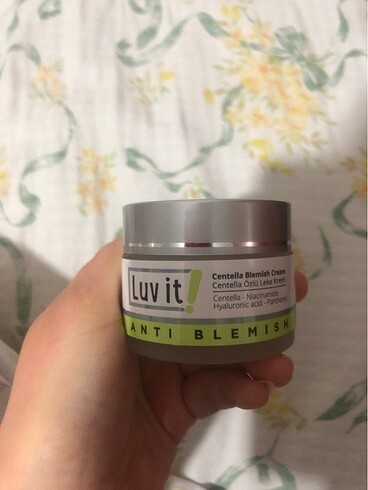 Luv it!
Centella Blemish Cream
Centella Özlü Leke Kremi
Centella - Niacinamide
Hyaluronic acid - Panthenol
ANTI BLEMISH